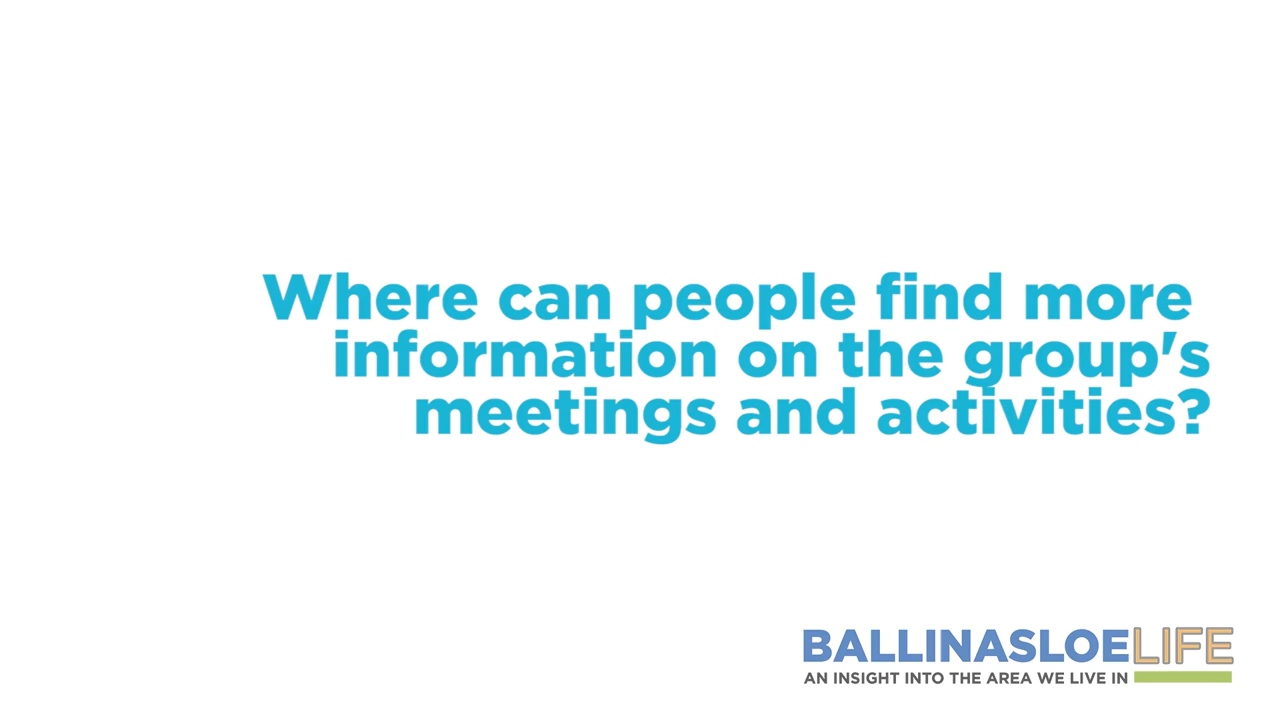 Where can people find more
information on the group's
meetings and activities?
BALLINASLOELIFE
AN INSIGHT INTO THE AREA WE LIVE IN